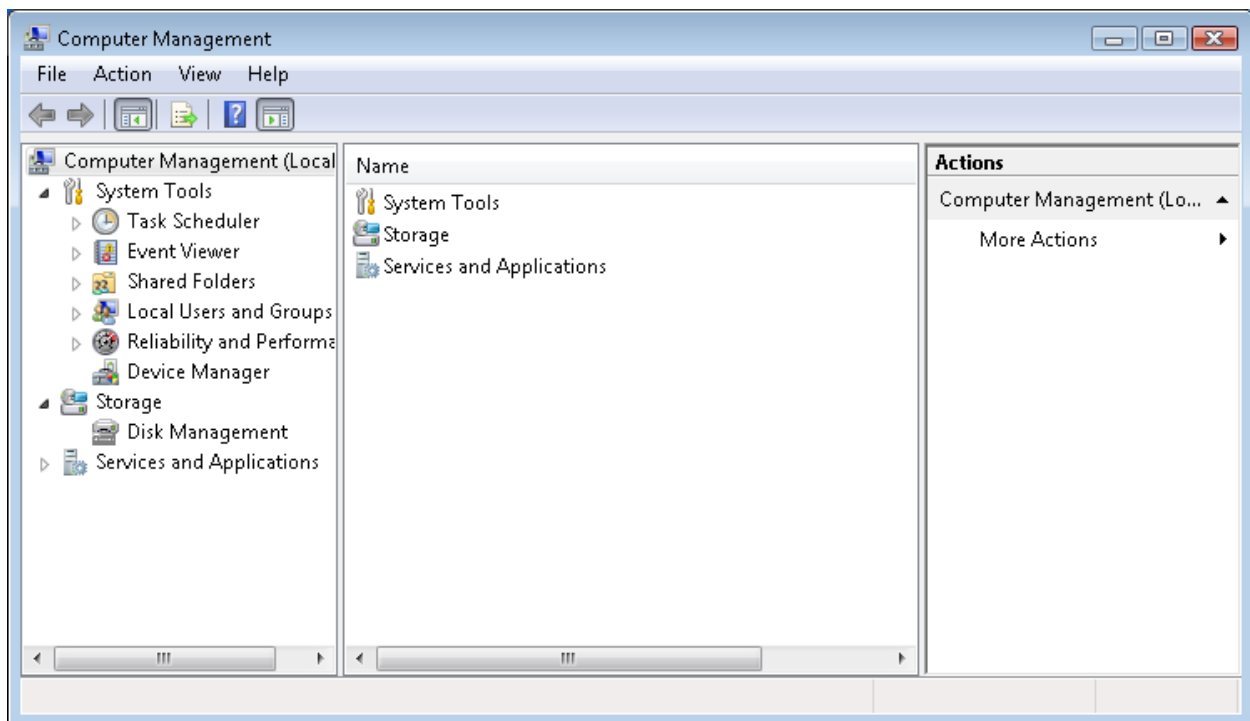 Computer Management
File Action View Help
Computer Management (Local
System Tools
Task Scheduler
Event Viewer
Shared Folders
Local Users and Groups
Reliability and Performa
Device Manager
Storage
Disk Management
Services and Applications
Name
System Tools
Storage
Services and Applications
Actions
Computer Management (Lo...
More Actions